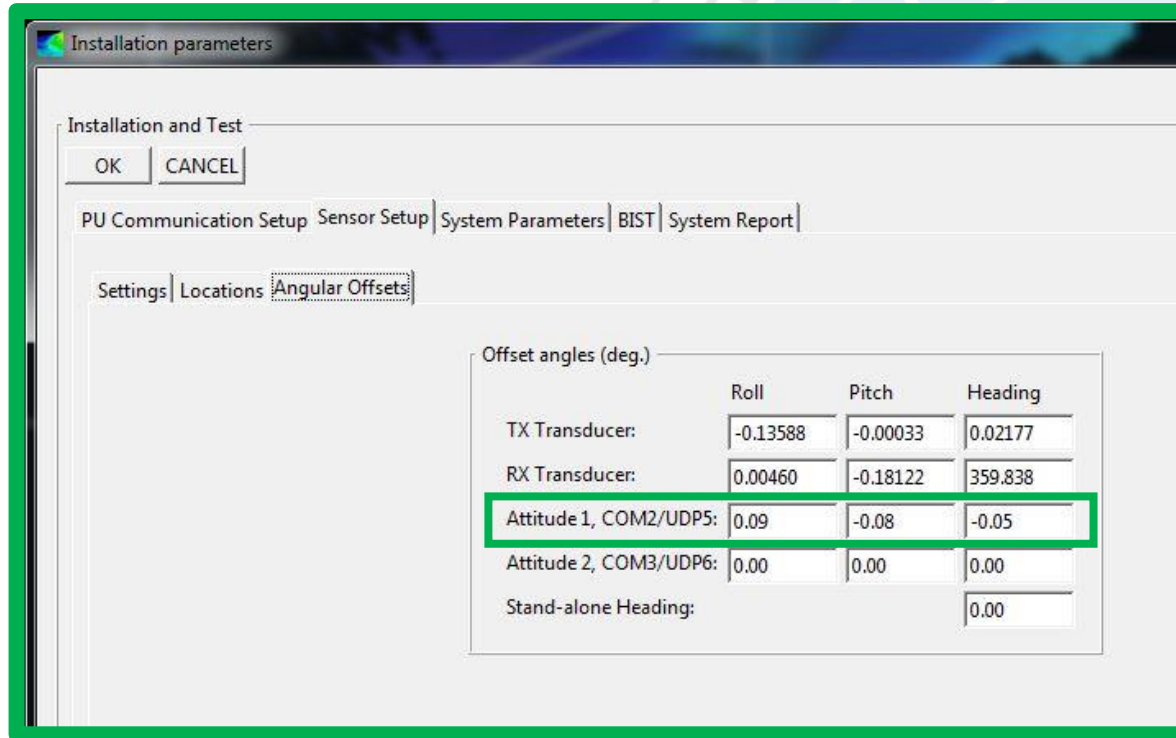 Installation parameters
Installation and Test
OK CANCEL
PU Communication Setup Sensor Setup System Parameters BIST System Report
Settings Locations Angular Offsets
Offset angles (deg.)
Roll Pitch Heading
TX Transducer: -0.13588 -0.00033 0.02177
RX Transducer: 0.00460 -0.18122 359.838
Attitude 1, COM2/UDP5: 0.09 -0.08 -0.05
Attitude 2, COM3/UDP6: 0.00 0.00 0.00
Stand-alone Heading: 0.00